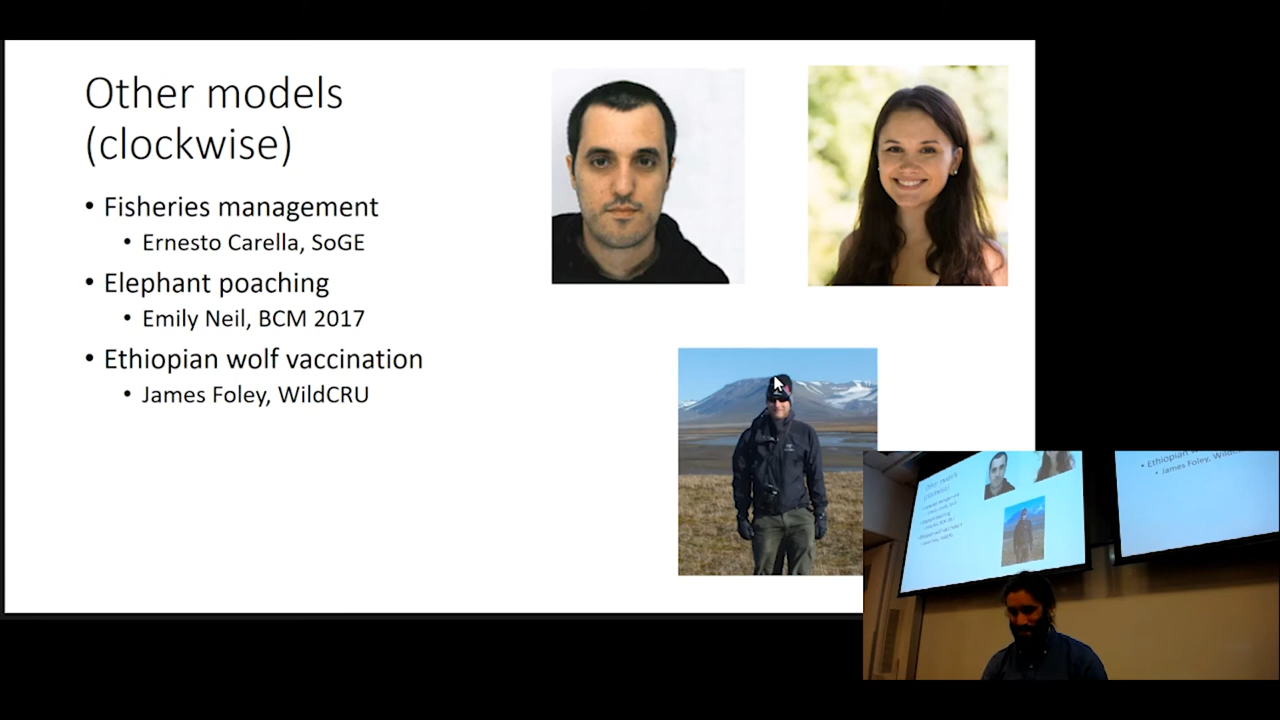 Other models
(clockwise)
• Fisheries management
• Ernesto Carella, SoGE
• Elephant poaching
• Emily Neil, BCM 2017
• Ethiopian wolf vaccination
• James Foley, WildCRU